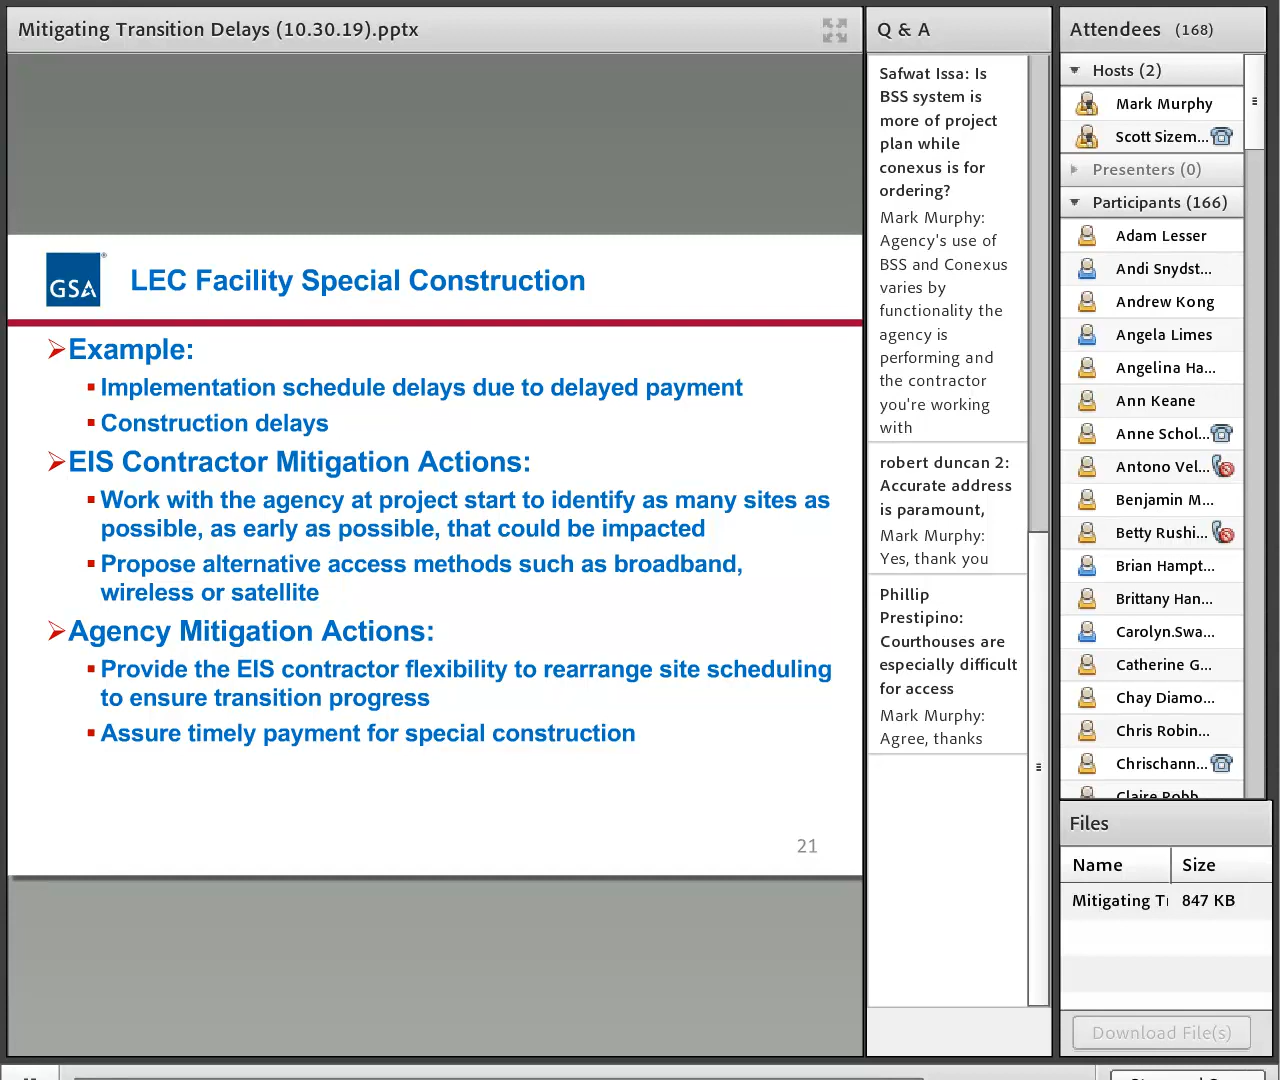 Mitigating Transition Delays (10.30.19).pptx
GSA
LEC Facility Special Construction
Example:
Implementation schedule delays due to delayed payment
Construction delays
EIS Contractor Mitigation Actions:
Work with the agency at project start to identify as many sites as
possible, as early as possible, that could be impacted
Propose alternative access methods such as broadband,
wireless or satellite
Agency Mitigation Actions:
Provide the EIS contractor flexibility to rearrange site scheduling
to ensure transition progress
Assure timely payment for special construction
21
Q & A
Safwat Issa: Is
BSS system is
more of project
plan while
conexus is for
ordering?
Mark Murphy:
Agency's use of
BSS and Conexus
varies by
functionality the
agency is
performing and
the contractor
you're working
with
robert duncan 2:
Accurate address
is paramount,
Mark Murphy:
Yes, thank you
Phillip
Prestipino:
Courthouses are
especially difficult
for access
Mark Murphy:
Agree, thanks
Attendees (168)
Hosts (2)
Mark Murphy
Scott Sizem...
Presenters (0)
Participants (166)
Adam Lesser
Andi Snydst...
Andrew Kong
Angela Limes
Angelina Ha...
Ann Keane
Anne Schol...
Antono Vel...
Benjamin M...
Betty Rushi...
Brian Hampt...
Brittany Han...
Carolyn.Swa...
Catherine G...
Chay Diamo...
Chris Robin...
Chrischann...
Claire Robb
Files
Name Size
Mitigating Tr 847 KB
Download File(s)